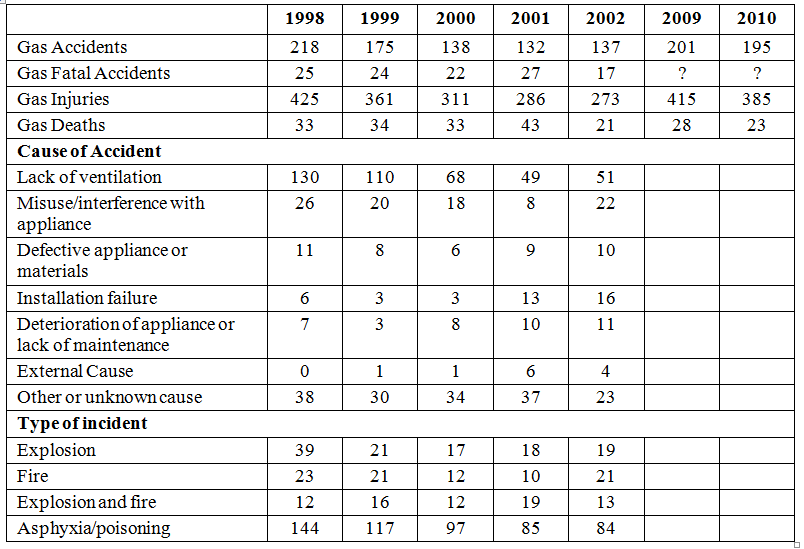 1998 1999 2000 2001 2002 2009 2010
Gas Accidents 218 175 138 132 137 201 195
Gas Fatal Accidents 25 24 22 27 17 ? ?
Gas Injuries 425 361 311 286 273 415 385
Gas Deaths 33 34 33 43 21 28 23
Cause of Accident
Lack of ventilation 130 110 68 49 51
Misuse/interference with 26 20 18 8 22
appliance
Defective appliance or 11 8 6 9 10
materials
Installation failure 6 3 3 13 16
Deterioration of appliance or 7 3 8 10 11
lack of maintenance
External Cause 0 1 1 6 4
Other or unknown cause 38 30 34 37 23
Type of incident
Explosion 39 21 17 18 19
Fire 23 21 12 10 21
Explosion and fire 12 16 12 19 13
Asphyxia/poisoning 144 117 97 85 84